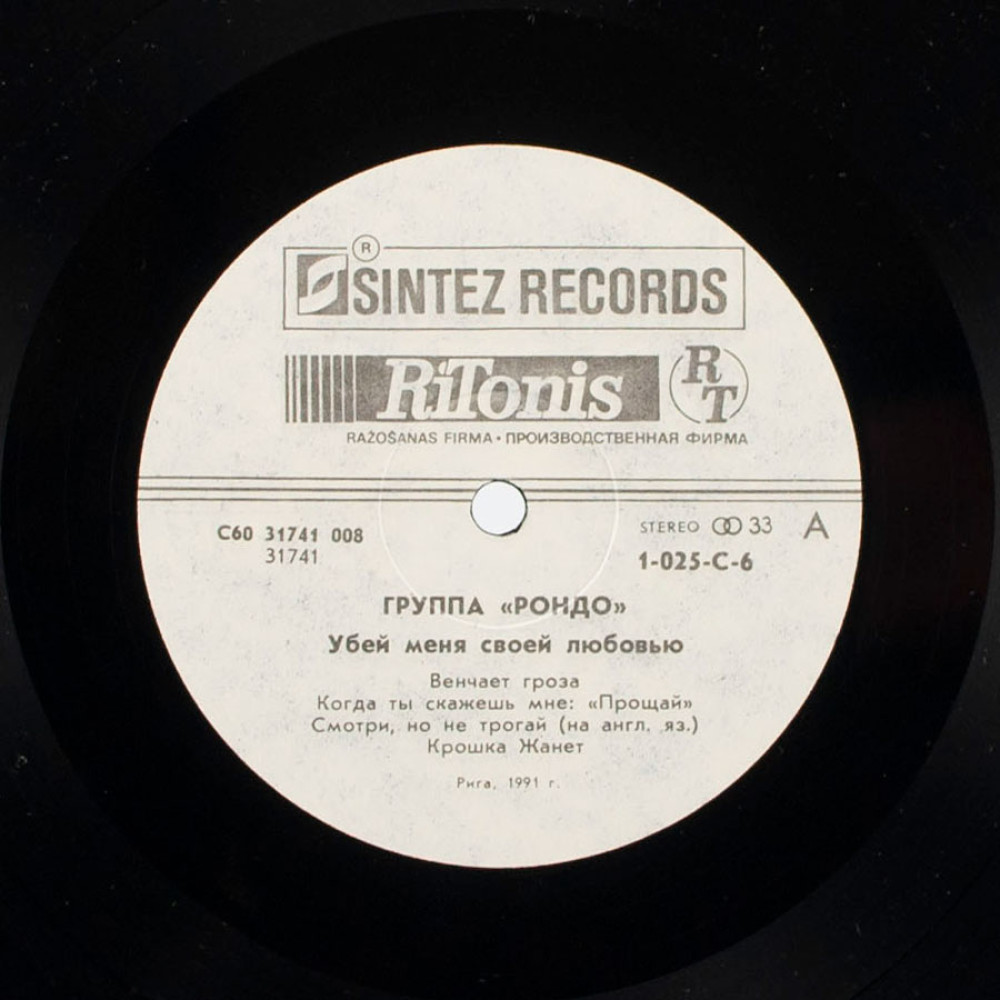 ®
SINTEZ RECORDS
RiTonis RT
RAŽOŠANAS FIRMA • ПРОИЗВОДСТВЕННАЯ ФИРМА
С60 31741 008
31741
STEREO 33 A
1-025-С-6
ГРУППА «РОНДО»
Убей меня своей любовью
Венчает гроза
Когда ты скажешь мне: «Прощай»
Смотри, но не трогай (на англ. яз.)
Крошка Жанет
Рига, 1991 г.